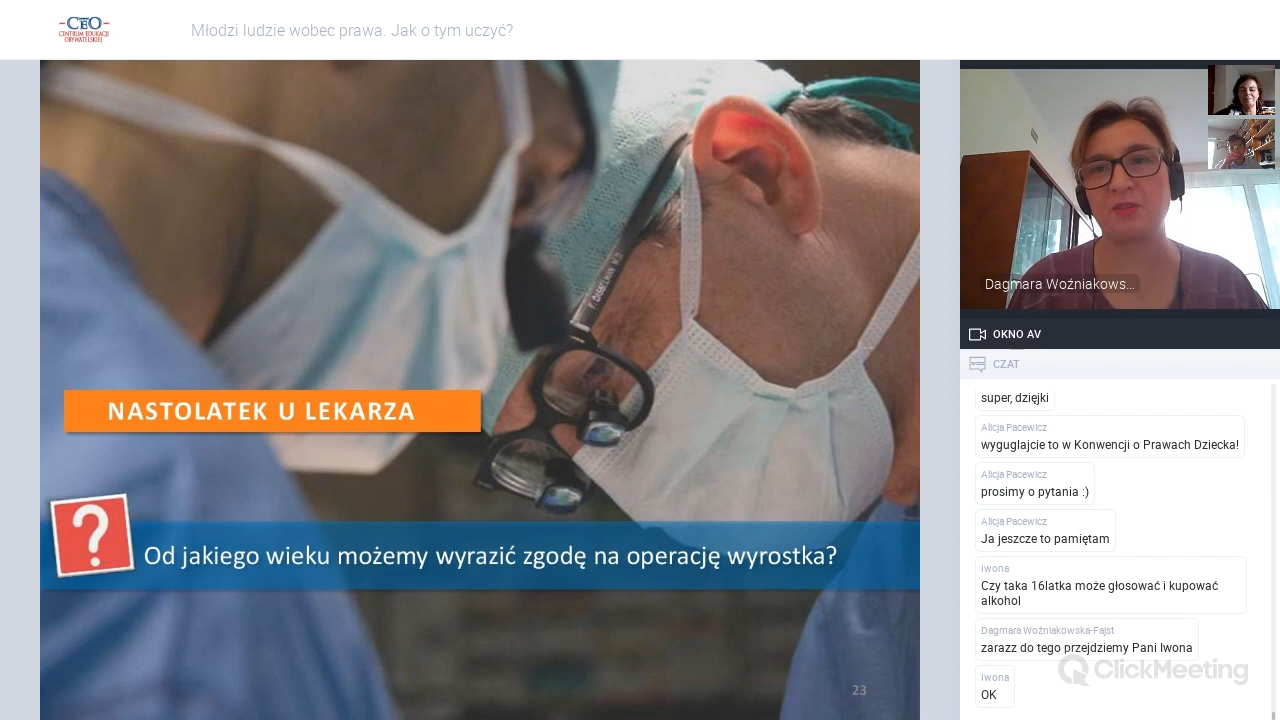 CEO
CENTRUM EDUKACJI
OBYWATELSKIEJ
Młodzi ludzie wobec prawa. Jak o tym uczyć?
NASTOLATEK U LEKARZA
?
Od jakiego wieku możemy wyrazić zgodę na operację wyrostka?
23
Dagmara Woźniakows...
OKNO AV
CZAT
super, dzięjki
Alicja Pacewicz
wyguglajcie to w Konwencji o Prawach Dziecka!
Alicja Pacewicz
prosimy o pytania :)
Alicja Pacewicz
Ja jeszcze to pamiętam
Iwona
Czy taka 16latka może głosować i kupować
alkohol
Dagmara Woźniakowska-Fajst
zarazz do tego przejdziemy Pani Iwona
Iwona
OK
ClickMeeting